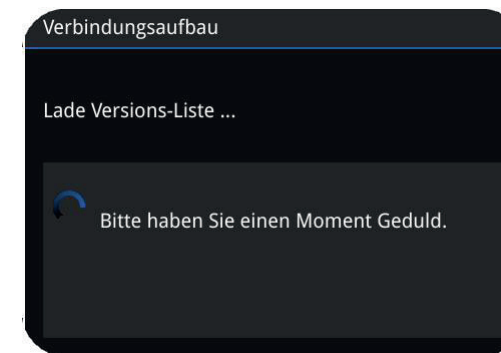 Verbindungsaufbau
Lade Versions-Liste ...
Bitte haben Sie einen Moment Geduld.